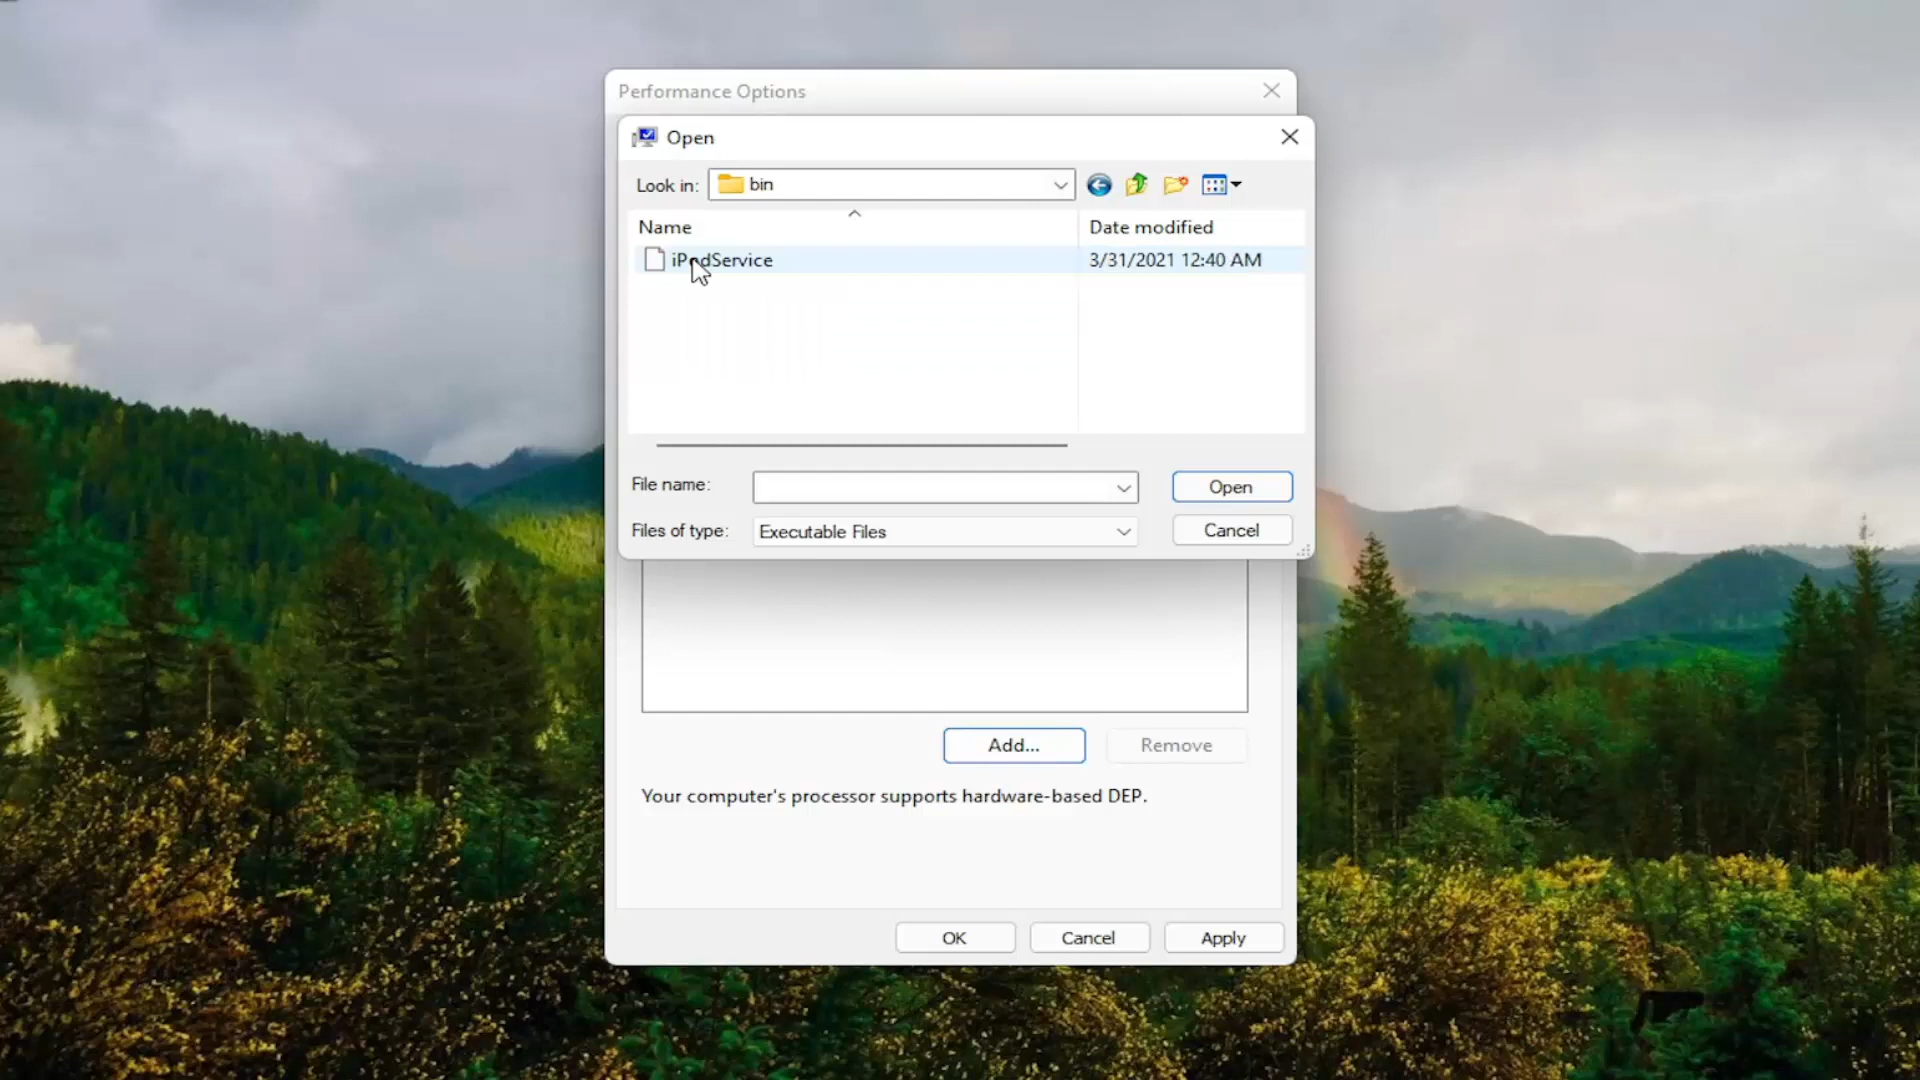 Performance Options
Open
Look in: bin
Name Date modified
iPodService 3/31/2021 12:40 AM
File name: Open
Files of type: Executable Files Cancel
Add... Remove
Your computer's processor supports hardware-based DEP.
OK Cancel Apply